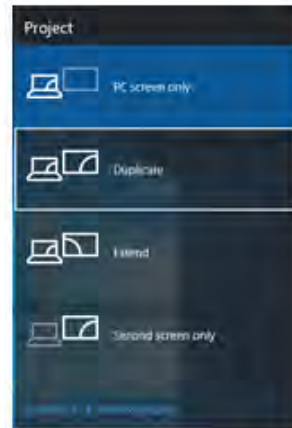 Project
PC screen only
Duplicate
Extend
Second screen only